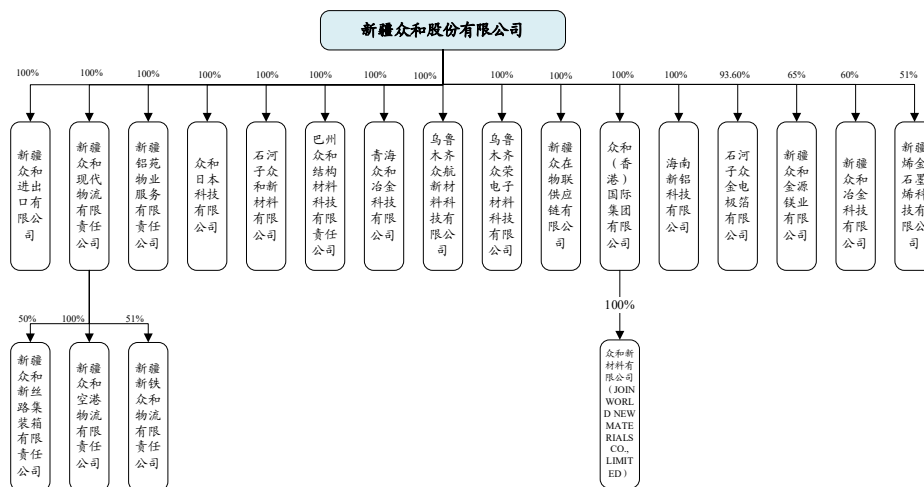 新疆众和股份有限公司
100%
100%
100%
100%
100%
100%
100%
100%
100%
100%
100%
100%
93.60%
65%
60%
51%
新疆
众和
进出
口有
限公
司
新疆
众和
现代
物流
有限
责任
公司
新疆
铝苑
物业
服务
有限
责任
公司
众和
日本
科技
有限
公司
石河
子众
和新
材料
有限
公司
巴州
众和
结构
材料
科技
有限
责任
公司
青海
众和
冶金
科技
有限
公司
乌鲁
木齐
众航
新材
料科
技有
限公
司
乌鲁
木齐
众荣
电子
材料
科技
有限
公司
新疆
众在
物联
供应
链有
限公
司
众和
（香
港）
国际
集团
有限
公司
海南
新铝
科技
有限
公司
石河
子众
金电
极箔
有限
公司
新疆
众和
金源
镁业
有限
公司
新疆
众和
冶金
科技
有限
公司
新疆
烯金
石墨
烯科
技有
限公
司
50%
100%
51%
100%
新疆
众和
新丝
路集
装箱
有限
责任
公司
新疆
众和
空港
物流
有限
责任
公司
新疆
新铁
众和
物流
有限
责任
公司
众和新
材料有
限公司
（JOIN
WORL
D NEW
MATE
RIALS
CO.,
LIMIT
ED）